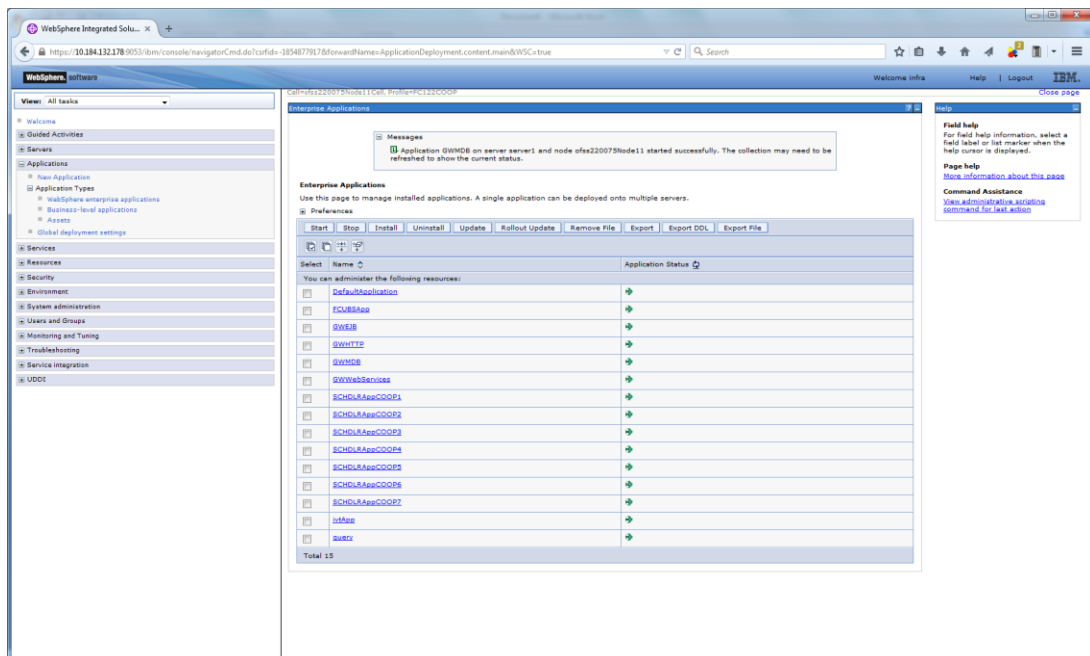 WebSphere Integrated Solu... × +
https://10.184.132.178:9053/ibm/console/navigatorCmd.do?csrfid=-1854877917&forwardName=ApplicationDeployment.content.main&WSC=true
Search
2
WebSphere. software
Welcome infra
Help | Logout
IBM.
View: All tasks
Welcome
Guided Activities
Servers
Applications
New Application
Application Types
WebSphere enterprise applications
Business-level applications
Assets
Global deployment settings
Services
Resources
Security
Environment
System administration
Users and Groups
Monitoring and Tuning
Troubleshooting
Service integration
UDDI
Cell=ofss220075Node11Cell, Profile=FC122COOP
Close page
Enterprise Applications
? -
Messages
Application GWMDB on server server1 and node ofss220075Node11 started successfully. The collection may need to be
refreshed to show the current status.
Enterprise Applications
Use this page to manage installed applications. A single application can be deployed onto multiple servers.
Preferences
Start Stop Install Uninstall Update Rollout Update Remove File Export Export DDL Export File
Select Name Application Status
You can administer the following resources:
DefaultApplication
FCUBSApp
GWEJB
GWHTTP
GWMDB
GWWebServices
SCHDLRAppCOOP1
SCHDLRAppCOOP2
SCHDLRAppCOOP3
SCHDLRAppCOOP4
SCHDLRAppCOOP5
SCHDLRAppCOOP6
SCHDLRAppCOOP7
ivtApp
query
Total 15
Help
Field help
For field help information, select a
field label or list marker when the
help cursor is displayed.
Page help
More information about this page
Command Assistance
View administrative scripting
command for last action